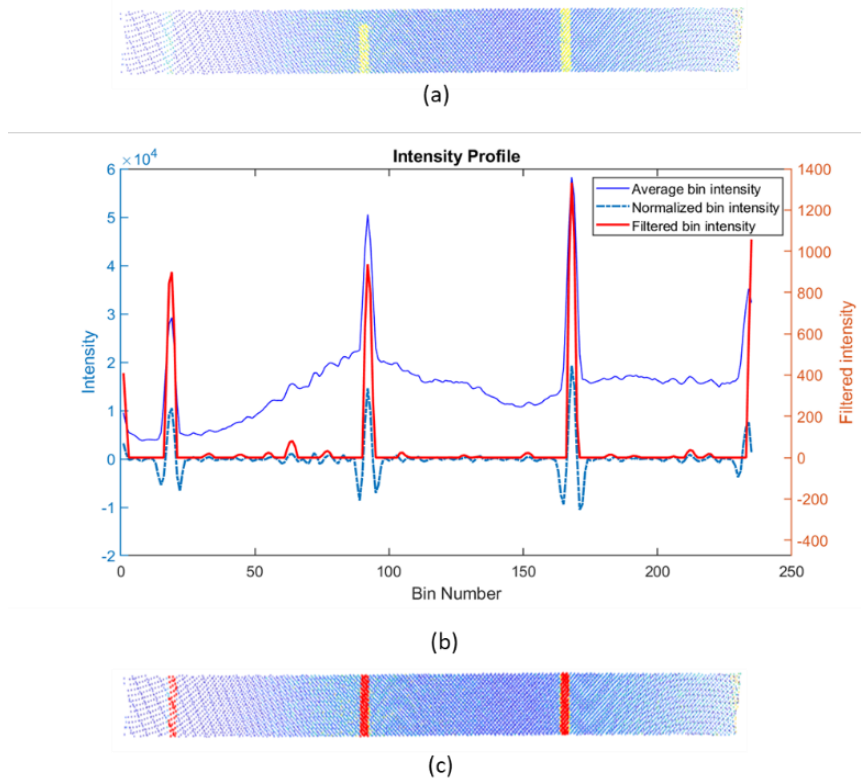 (a)
Intensity Profile
× 10^4
6
5
4
3
2
1
0
-1
-2
Intensity
1400
1200
1000
800
600
400
200
0
-200
-400
Filtered intensity
Average bin intensity
Normalized bin intensity
Filtered bin intensity
0 50 100 150 200 250
Bin Number
(b)
(c)